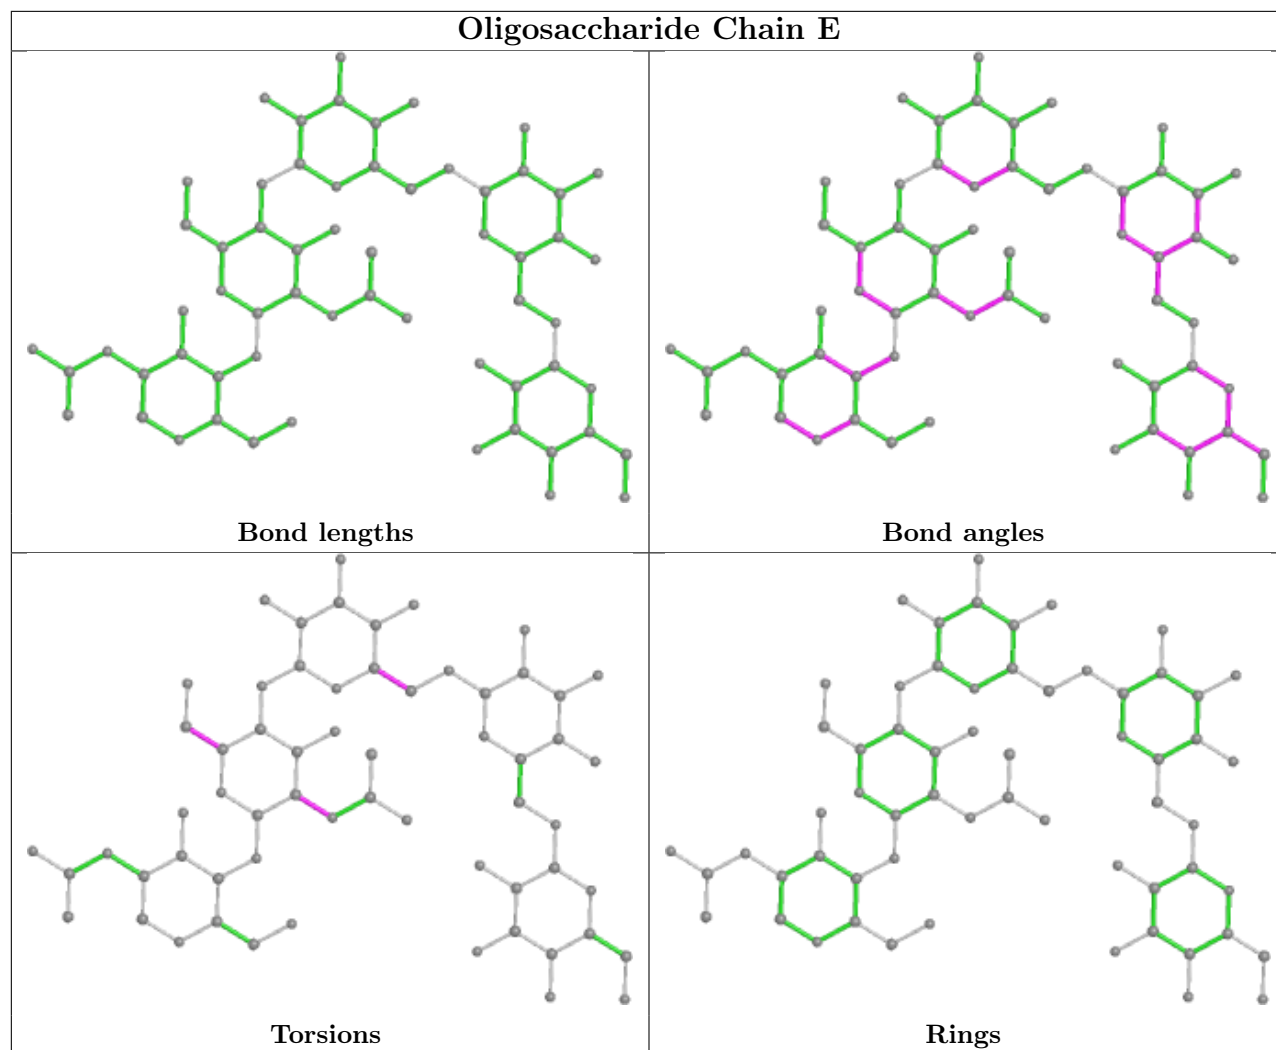 Oligosaccharide Chain E
Bond lengths
Bond angles
Torsions
Rings